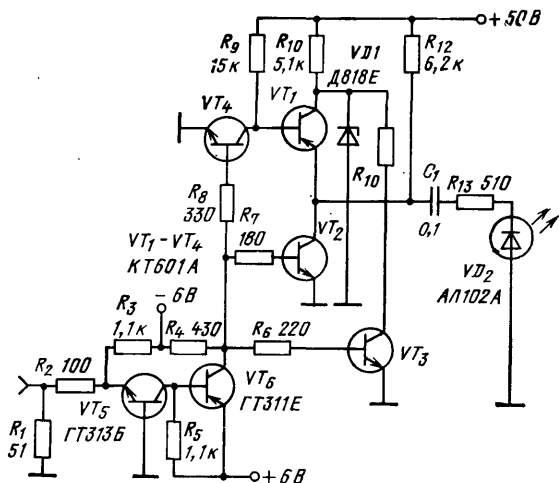 +50В
R9
15к
R10
5,1к
VD1
Д818Е
R12
6,2к
VT4
VT1
R10
R8
330
R7
180
VT2
C1
0,1
R13 510
VD2
АЛ102А
VT1-VT4
КТ601А
-6В
R3
1,1к
R4 430
R6 220
VT3
R2 100
VT6
ГТ311Е
VT5
ГТ313Б
R1
51
R5
1,1к
+6В